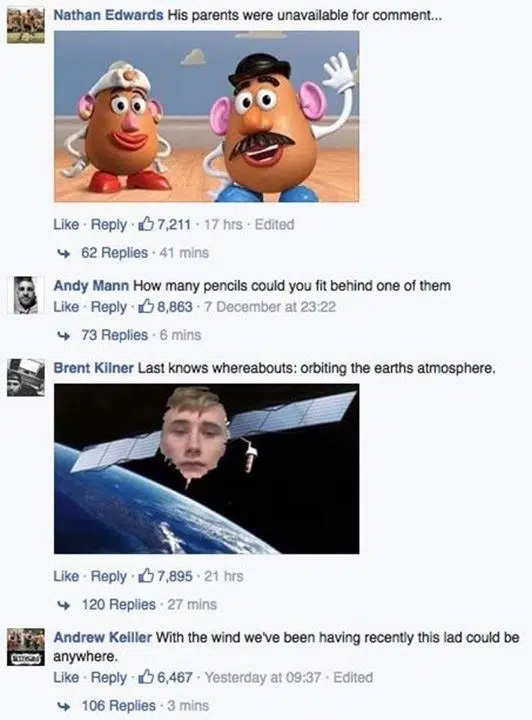 Nathan Edwards His parents were unavailable for comment...
Like · Reply · 7,211 · 17 hrs · Edited
62 Replies · 41 mins
Andy Mann How many pencils could you fit behind one of them
Like · Reply · 8,863 · 7 December at 23:22
73 Replies · 6 mins
Brent Kilner Last knows whereabouts: orbiting the earths atmosphere.
Like · Reply · 7,895 · 21 hrs
120 Replies · 27 mins
Andrew Keiller With the wind we've been having recently this lad could be
anywhere.
Like · Reply · 6,467 · Yesterday at 09:37 · Edited
106 Replies · 3 mins